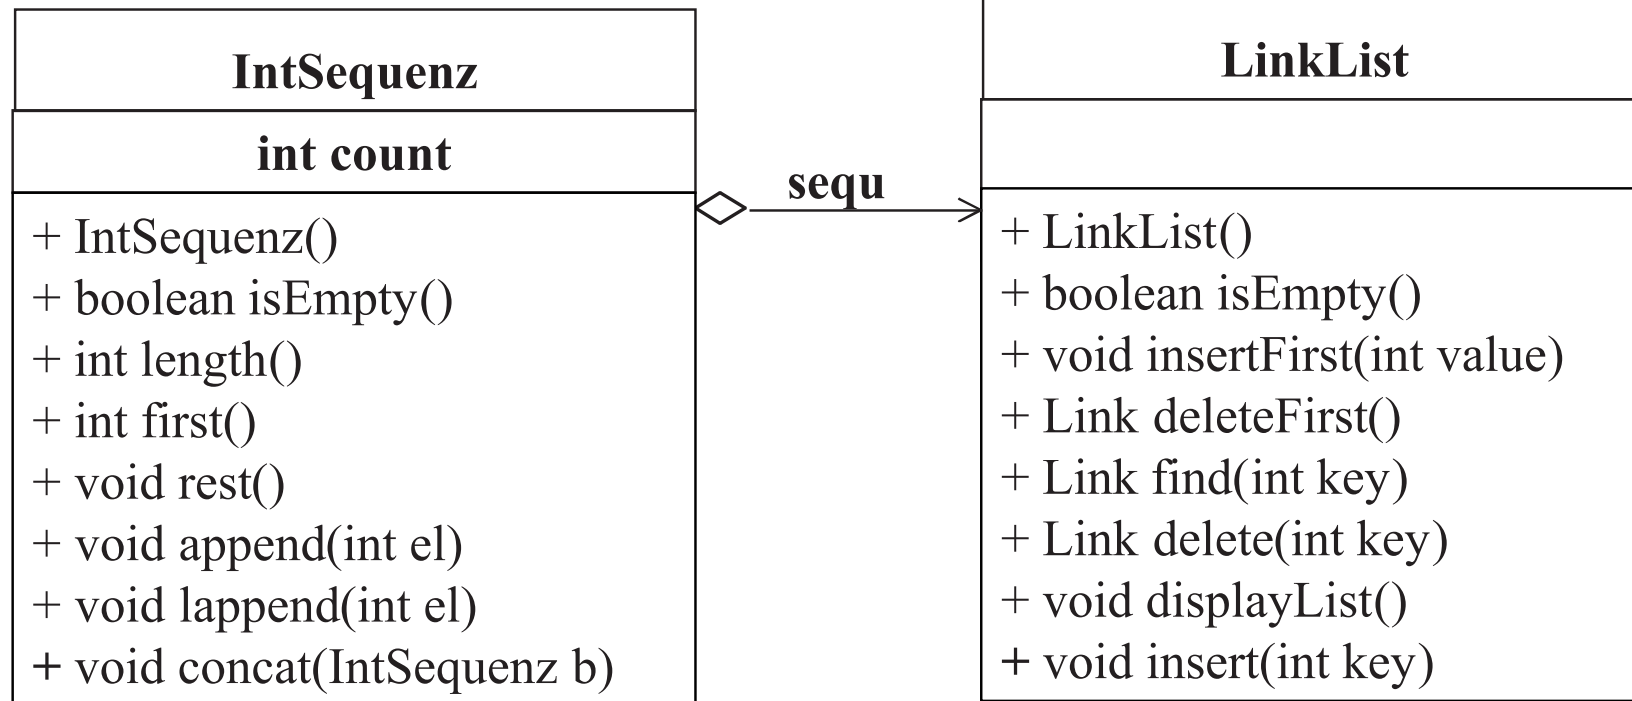 IntSequenz
int count
+ IntSequenz()
+ boolean isEmpty()
+ int length()
+ int first()
+ void rest()
+ void append(int el)
+ void lappend(int el)
+ void concat(IntSequenz b)
sequ
LinkList
+ LinkList()
+ boolean isEmpty()
+ void insertFirst(int value)
+ Link deleteFirst()
+ Link find(int key)
+ Link delete(int key)
+ void displayList()
+ void insert(int key)